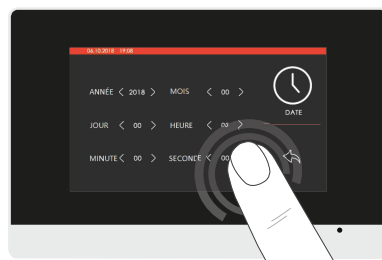 06.10.2018 19:08
ANNÉE < 2018 > MOIS < 00 >
DATE
JOUR < 00 > HEURE < 00 >
MINUTE < 00 > SECONDE < 00